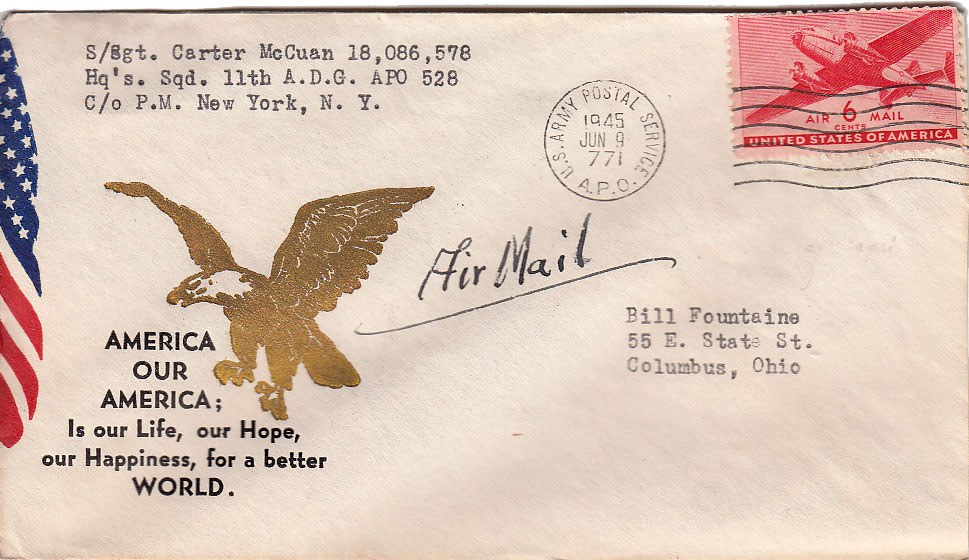 S/Sgt. Carter McCuan 18,086,578
Hq's. Sqd. 11th A.D.G. APO 528
C/o P.M. New York, N. Y.
U.S. ARMY POSTAL SERVICE
1945
JUN 9
771
A.P.O.
AIR 6 MAIL
CENTS
UNITED STATES OF AMERICA
Air Mail
Bill Fountaine
55 E. State St.
Columbus, Ohio
AMERICA
OUR
AMERICA;
Is our Life, our Hope,
our Happiness, for a better
WORLD.